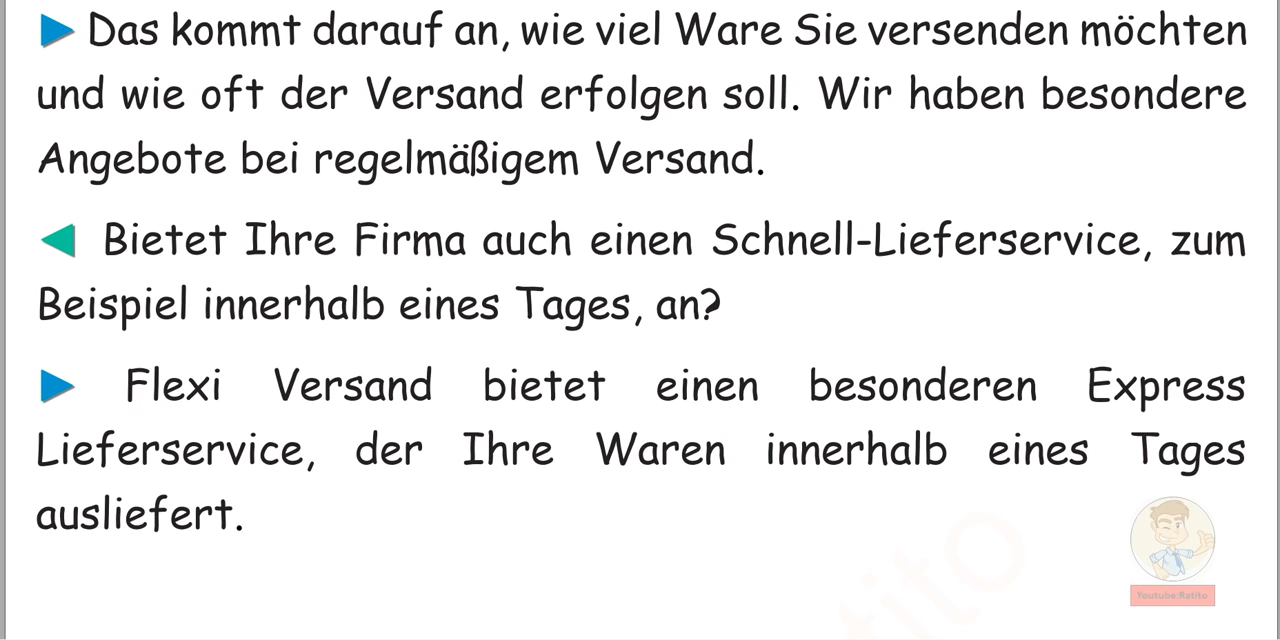 Das kommt darauf an, wie viel Ware Sie versenden möchten
und wie oft der Versand erfolgen soll. Wir haben besondere
Angebote bei regelmäßigem Versand.
Bietet Ihre Firma auch einen Schnell-Lieferservice, zum
Beispiel innerhalb eines Tages, an?
Flexi Versand bietet einen besonderen Express
Lieferservice, der Ihre Waren innerhalb eines Tages
ausliefert.
Youtube:Ratito